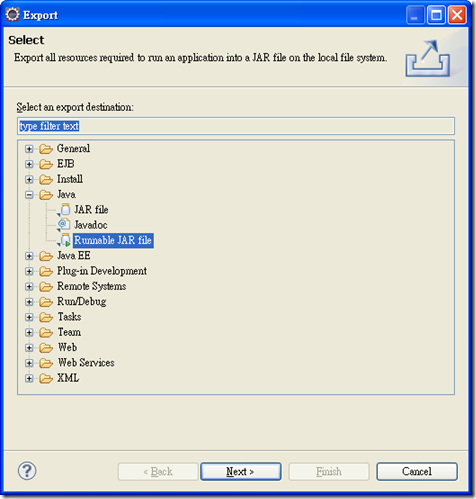 Export
Select
Export all resources required to run an application into a JAR file on the local file system.
Select an export destination:
type filter text
General
EJB
Install
Java
JAR file
Javadoc
Runnable JAR file
Java EE
Plug-in Development
Remote Systems
Run/Debug
Tasks
Team
Web
Web Services
XML
< Back Next > Finish Cancel